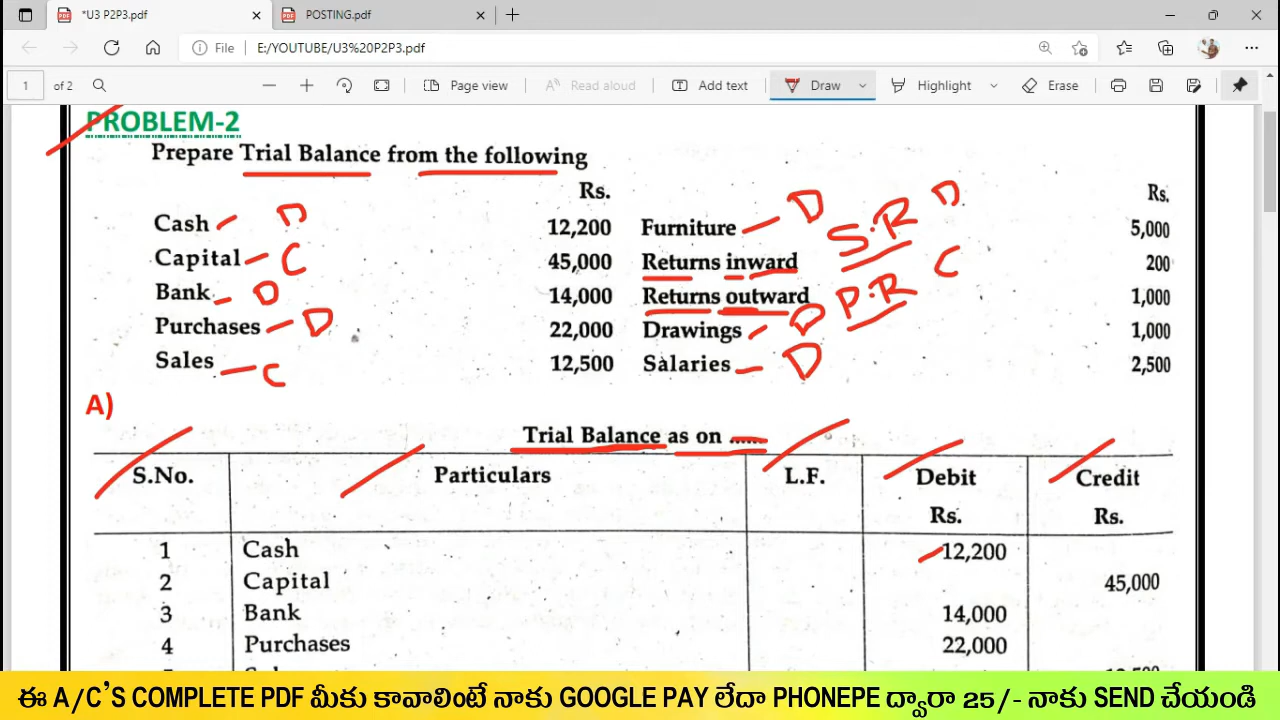 *U3 P2P3.pdf
POSTING.pdf
File E:/YOUTUBE/U3%20P2P3.pdf
1 of 2 Page view Read aloud Add text Draw Highlight Erase
PROBLEM-2
Prepare Trial Balance from the following
Rs. Rs.
Cash D 12,200 Furniture D 5,000
Capital C 45,000 Returns inward S.R D 200
Bank D 14,000 Returns outward P.R C 1,000
Purchases D 22,000 Drawings D 1,000
Sales C 12,500 Salaries D 2,500
A)
Trial Balance as on ......
S.No. Particulars L.F. Debit Credit
Rs. Rs.
1 Cash 12,200
2 Capital 45,000
3 Bank 14,000
4 Purchases 22,000
ఈ A/C'S COMPLETE PDF మీకు కావాలింటే నాకు GOOGLE PAY లేదా PHONEPE ద్వారా 25/- నాకు SEND చేయండి